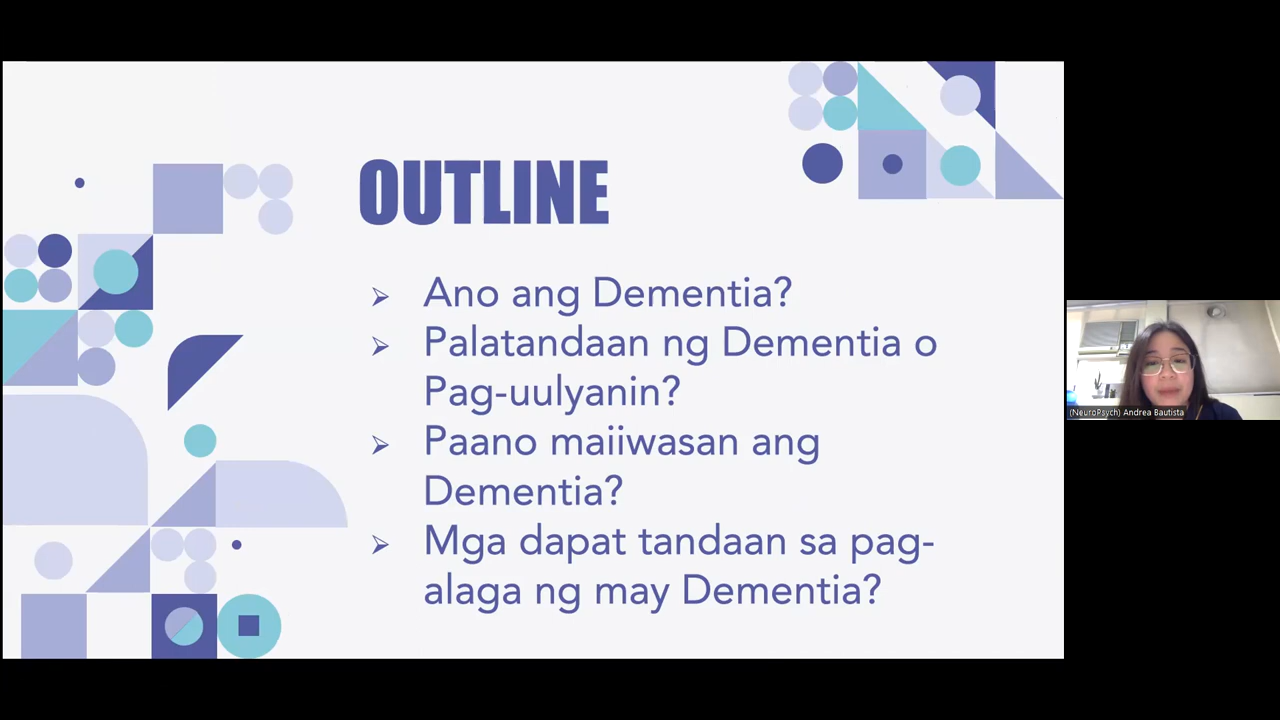 OUTLINE
➢ Ano ang Dementia?
➢ Palatandaan ng Dementia o
Pag-uulyanin?
➢ Paano maiiwasan ang
Dementia?
➢ Mga dapat tandaan sa pag-
alaga ng may Dementia?
(NeuroPsych) Andrea Bautista